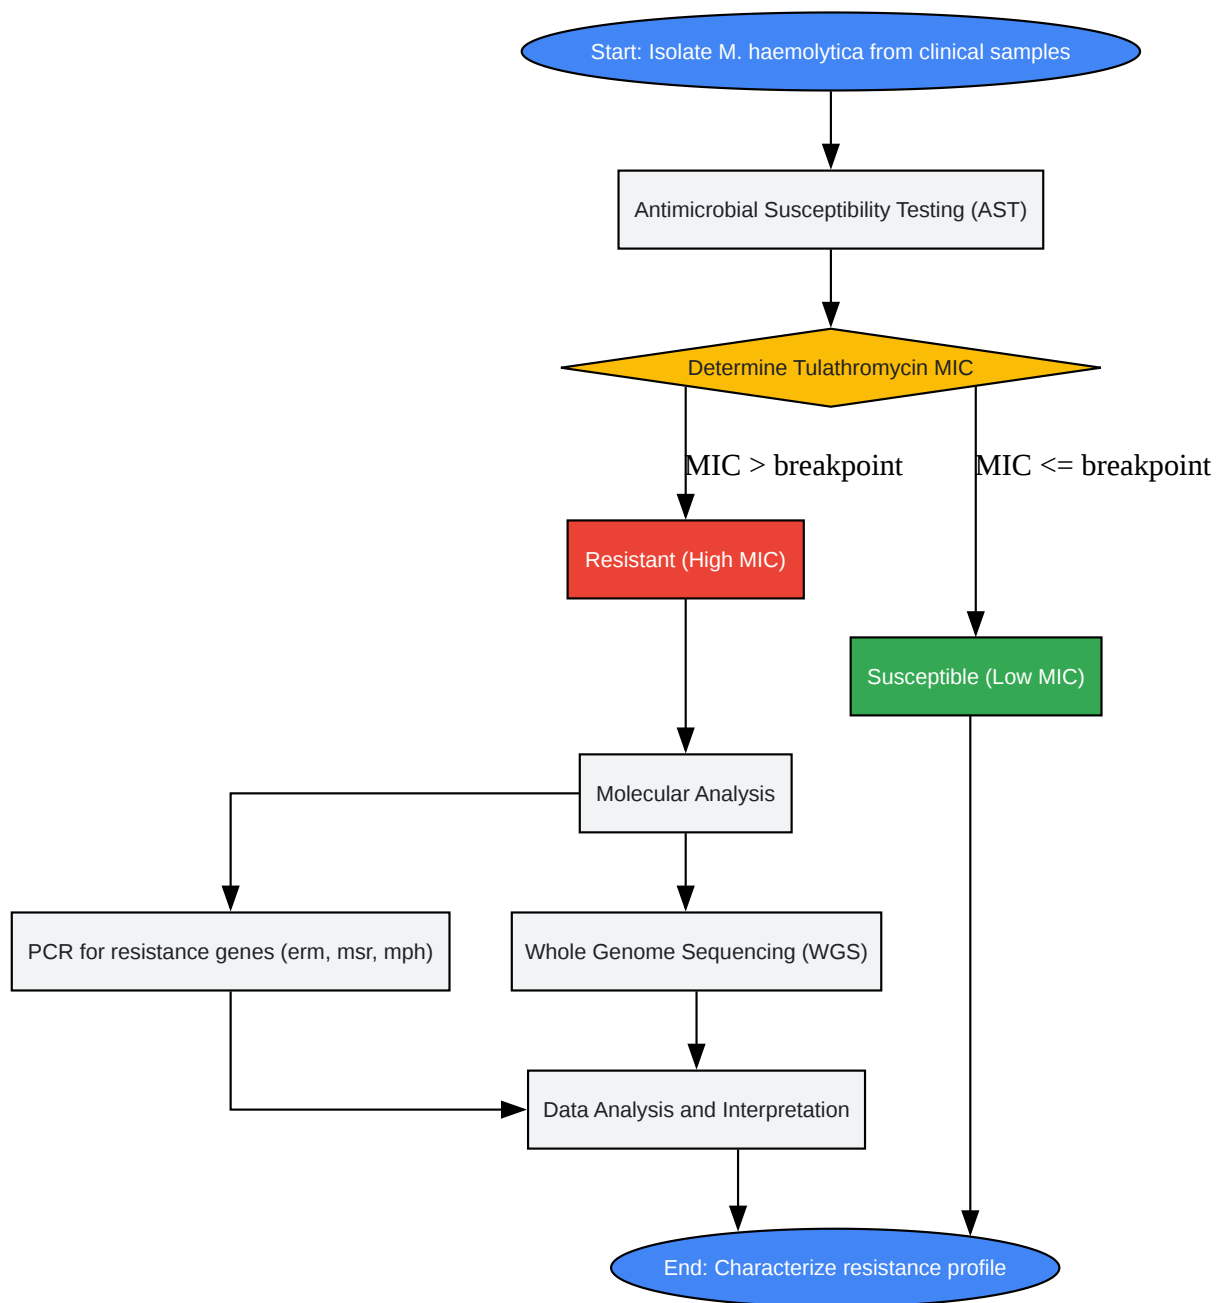 Start: Isolate M. haemolytica from clinical samples
Antimicrobial Susceptibility Testing (AST)
Determine Tulathromycin MIC
MIC > breakpoint
MIC <= breakpoint
Resistant (High MIC)
Susceptible (Low MIC)
Molecular Analysis
PCR for resistance genes (erm, msr, mph)
Whole Genome Sequencing (WGS)
Data Analysis and Interpretation
End: Characterize resistance profile